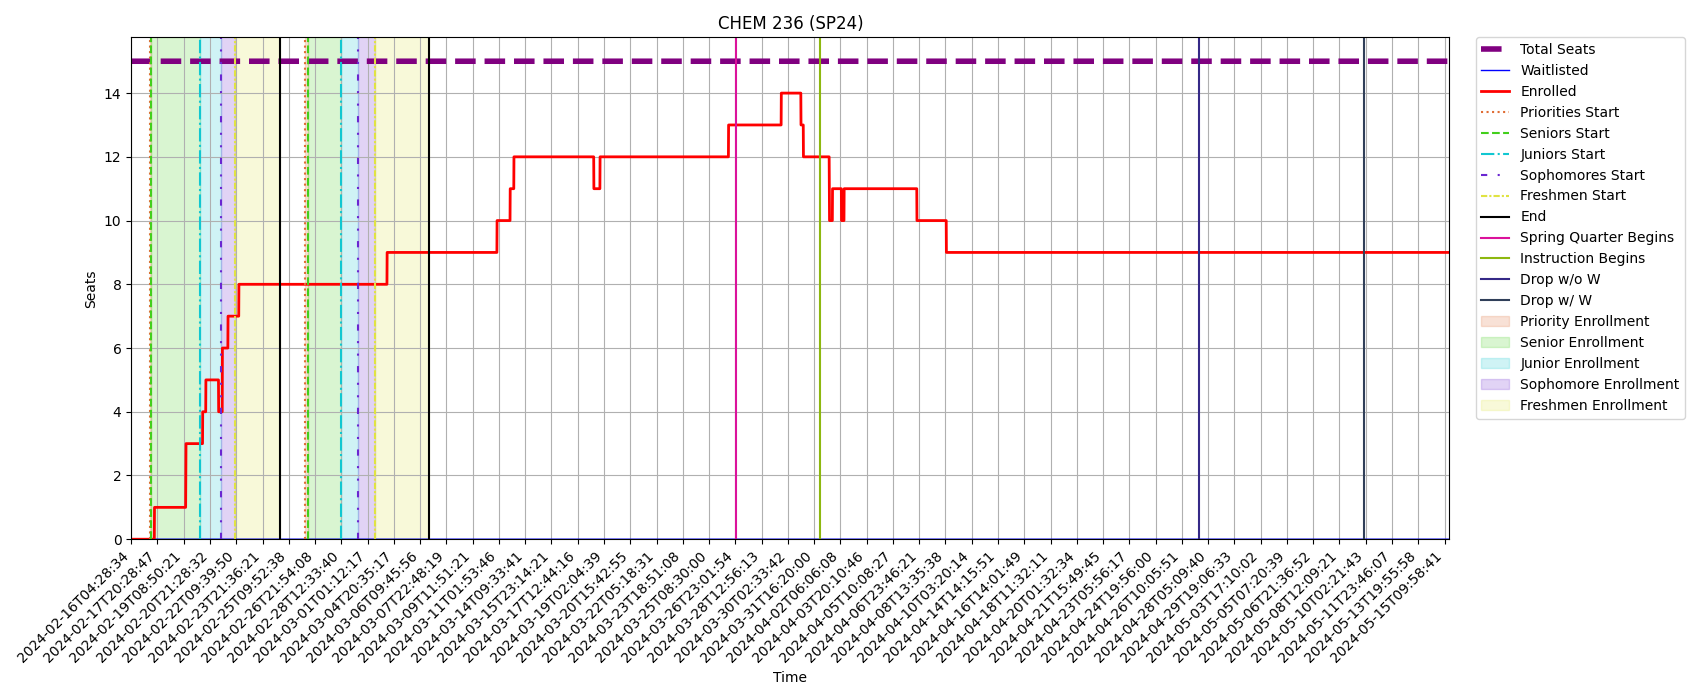 CHEM 236 (SP24)
Seats
14
12
10
8
6
4
2
0
2024-02-16T04:28:34
2024-02-17T20:28:47
2024-02-19T08:50:21
2024-02-20T21:28:32
2024-02-22T09:39:50
2024-02-23T21:36:21
2024-02-25T09:52:38
2024-02-26T21:54:08
2024-02-28T12:33:40
2024-03-01T01:12:17
2024-03-04T20:35:17
2024-03-06T09:45:56
2024-03-07T22:48:19
2024-03-09T11:51:21
2024-03-11T01:53:46
2024-03-14T09:33:41
2024-03-15T23:14:21
2024-03-17T12:44:16
2024-03-19T02:04:39
2024-03-20T15:42:55
2024-03-22T05:18:31
2024-03-23T18:51:08
2024-03-25T08:30:00
2024-03-26T23:01:54
2024-03-28T12:56:13
2024-03-30T02:33:42
2024-03-31T16:20:00
2024-04-02T06:06:08
2024-04-03T20:10:46
2024-04-05T10:08:27
2024-04-06T23:46:21
2024-04-08T13:35:38
2024-04-10T03:20:14
2024-04-14T14:15:51
2024-04-16T14:01:49
2024-04-18T11:32:11
2024-04-20T01:32:34
2024-04-21T15:49:45
2024-04-23T05:56:17
2024-04-24T19:56:00
2024-04-26T10:05:51
2024-04-28T05:09:40
2024-04-29T19:06:33
2024-05-03T17:10:02
2024-05-05T07:20:39
2024-05-06T21:36:52
2024-05-08T12:09:21
2024-05-10T02:21:43
2024-05-11T23:46:07
2024-05-13T19:55:58
2024-05-15T09:58:41
Time
Total Seats
Waitlisted
Enrolled
Priorities Start
Seniors Start
Juniors Start
Sophomores Start
Freshmen Start
End
Spring Quarter Begins
Instruction Begins
Drop w/o W
Drop w/ W
Priority Enrollment
Senior Enrollment
Junior Enrollment
Sophomore Enrollment
Freshmen Enrollment